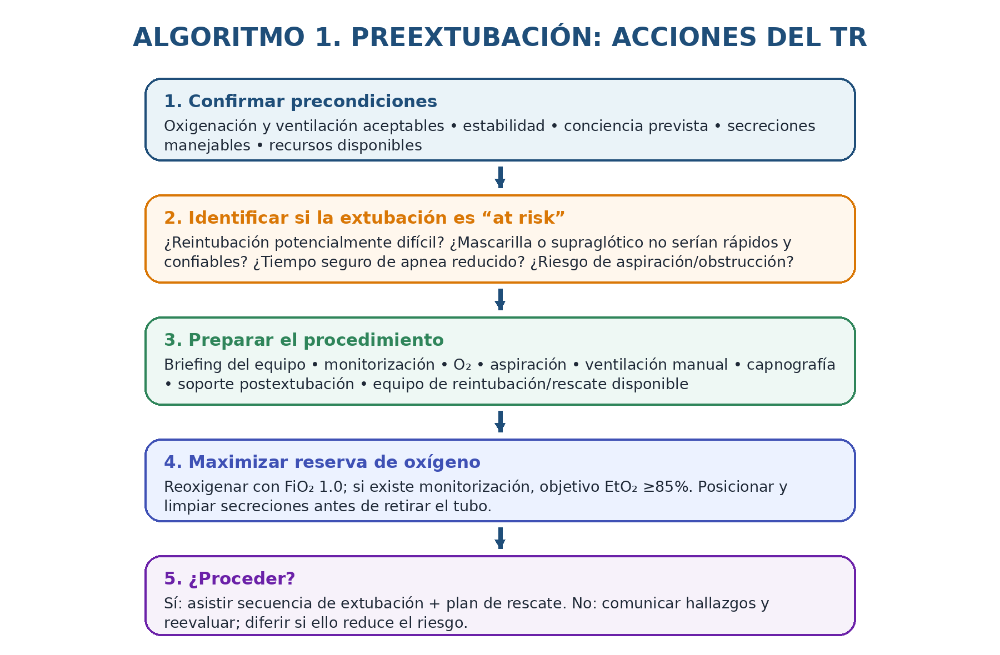 ALGORITMO 1. PREEXTUBACIÓN: ACCIONES DEL TR
1. Confirmar precondiciones
Oxigenación y ventilación aceptables • estabilidad • conciencia prevista • secreciones
manejables • recursos disponibles
2. Identificar si la extubación es “at risk”
¿Reintubación potencialmente difícil? ¿Mascarilla o supraglótico no serían rápidos y
confiables? ¿Tiempo seguro de apnea reducido? ¿Riesgo de aspiración/obstrucción?
3. Preparar el procedimiento
Briefing del equipo • monitorización • O₂ • aspiración • ventilación manual • capnografía
• soporte postextubación • equipo de reintubación/rescate disponible
4. Maximizar reserva de oxígeno
Reoxigenar con FiO₂ 1.0; si existe monitorización, objetivo EtO₂ ≥85%. Posicionar y
limpiar secreciones antes de retirar el tubo.
5. ¿Proceder?
Sí: asistir secuencia de extubación + plan de rescate. No: comunicar hallazgos y
reevaluar; diferir si ello reduce el riesgo.